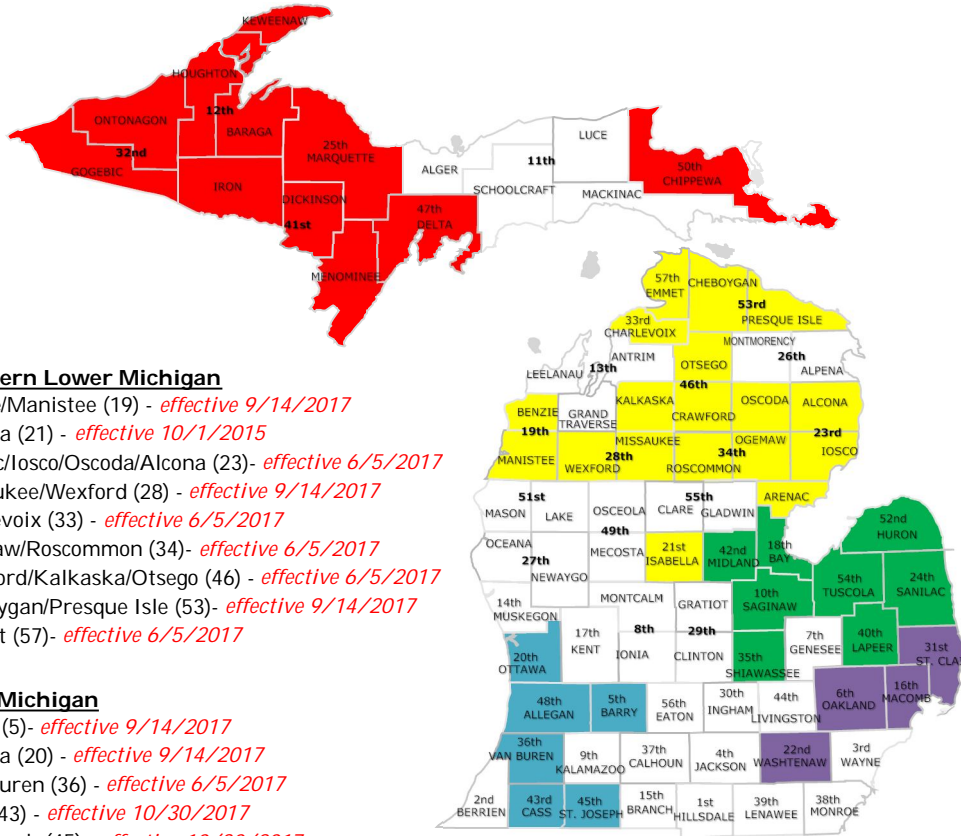 KEWEENAW
HOUGHTON
12th
ONTONAGON
BARAGA
32nd
GOGEBIC
25th
MARQUETTE
IRON
DICKINSON
41st
47th
DELTA
MENOMINEE
ALGER
11th
SCHOOLCRAFT
LUCE
MACKINAC
50th
CHIPPEWA
57th
EMMET
CHEBOYGAN
53rd
PRESQUE ISLE
33rd
CHARLEVOIX
MONTMORENCY
26th
ALPENA
ANTRIM
OTSEGO
LEELANAU
13th
46th
KALKASKA
CRAWFORD
OSCODA
ALCONA
BENZIE
GRAND
TRAVERSE
19th
MANISTEE
MISSAUKEE
28th
WEXFORD
OGEMAW
34th
ROSCOMMON
23rd
IOSCO
ARENAC
51st
MASON
LAKE
OSCEOLA
55th
CLARE
GLADWIN
49th
OCEANA
27th
NEWAYGO
MECOSTA
21st
ISABELLA
42nd
MIDLAND
18th
BAY
52nd
HURON
14th
MUSKEGON
MONTCALM
GRATIOT
10th
SAGINAW
54th
TUSCOLA
24th
SANILAC
17th
KENT
8th
IONIA
29th
CLINTON
35th
SHIAWASSEE
7th
GENESEE
40th
LAPEER
31st
ST. CLA
20th
OTTAWA
48th
ALLEGAN
5th
BARRY
56th
EATON
30th
INGHAM
44th
LIVINGSTON
6th
OAKLAND
16th
MACOMB
36th
VAN BUREN
9th
KALAMAZOO
37th
CALHOUN
4th
JACKSON
22nd
WASHTENAW
3rd
WAYNE
2nd
BERRIEN
43rd
CASS
45th
ST. JOSEPH
15th
BRANCH
1st
HILLSDALE
39th
LENAWEE
38th
MONROE
ern Lower Michigan
e/Manistee (19) - effective 9/14/2017
a (21) - effective 10/1/2015
c/Iosco/Oscoda/Alcona (23)- effective 6/5/2017
ukee/Wexford (28) - effective 9/14/2017
evoix (33) - effective 6/5/2017
aw/Roscommon (34)- effective 6/5/2017
ord/Kalkaska/Otsego (46) - effective 6/5/2017
ygan/Presque Isle (53)- effective 9/14/2017
t (57)- effective 6/5/2017
Michigan
(5)- effective 9/14/2017
a (20) - effective 9/14/2017
uren (36) - effective 6/5/2017
43) - effective 10/30/2017